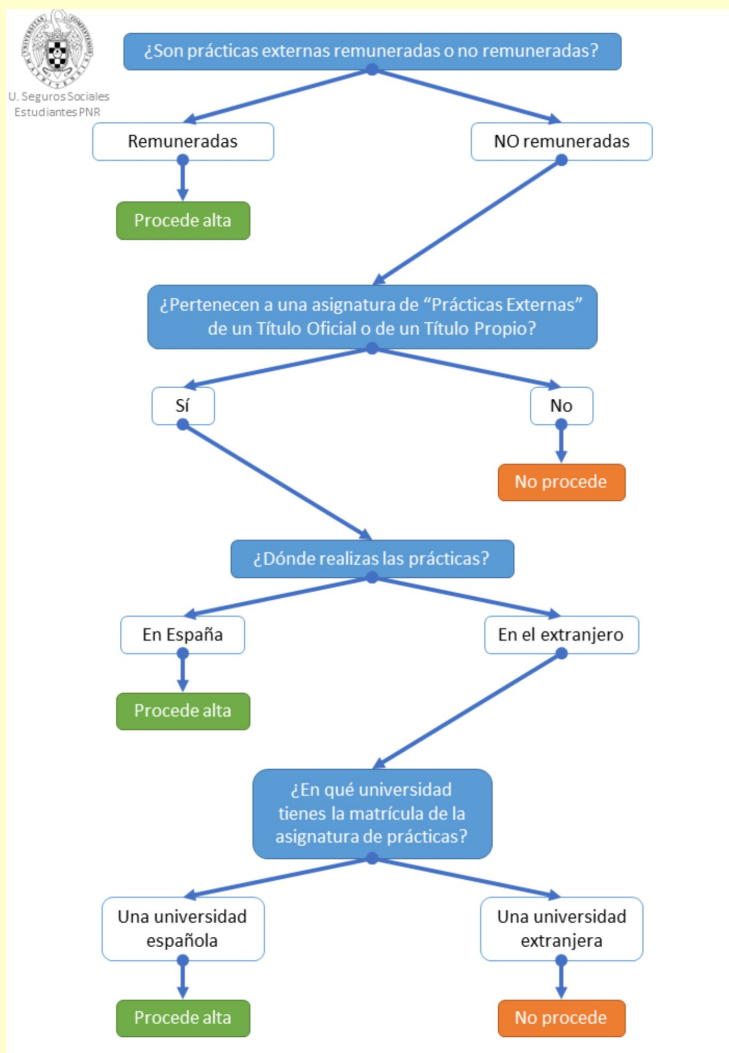 U. Seguros Sociales
Estudiantes PNR
¿Son prácticas externas remuneradas o no remuneradas?
Remuneradas
NO remuneradas
Procede alta
¿Pertenecen a una asignatura de “Prácticas Externas”
de un Título Oficial o de un Título Propio?
Sí
No
No procede
¿Dónde realizas las prácticas?
En España
En el extranjero
Procede alta
¿En qué universidad
tienes la matrícula de la
asignatura de prácticas?
Una universidad
española
Una universidad
extranjera
Procede alta
No procede